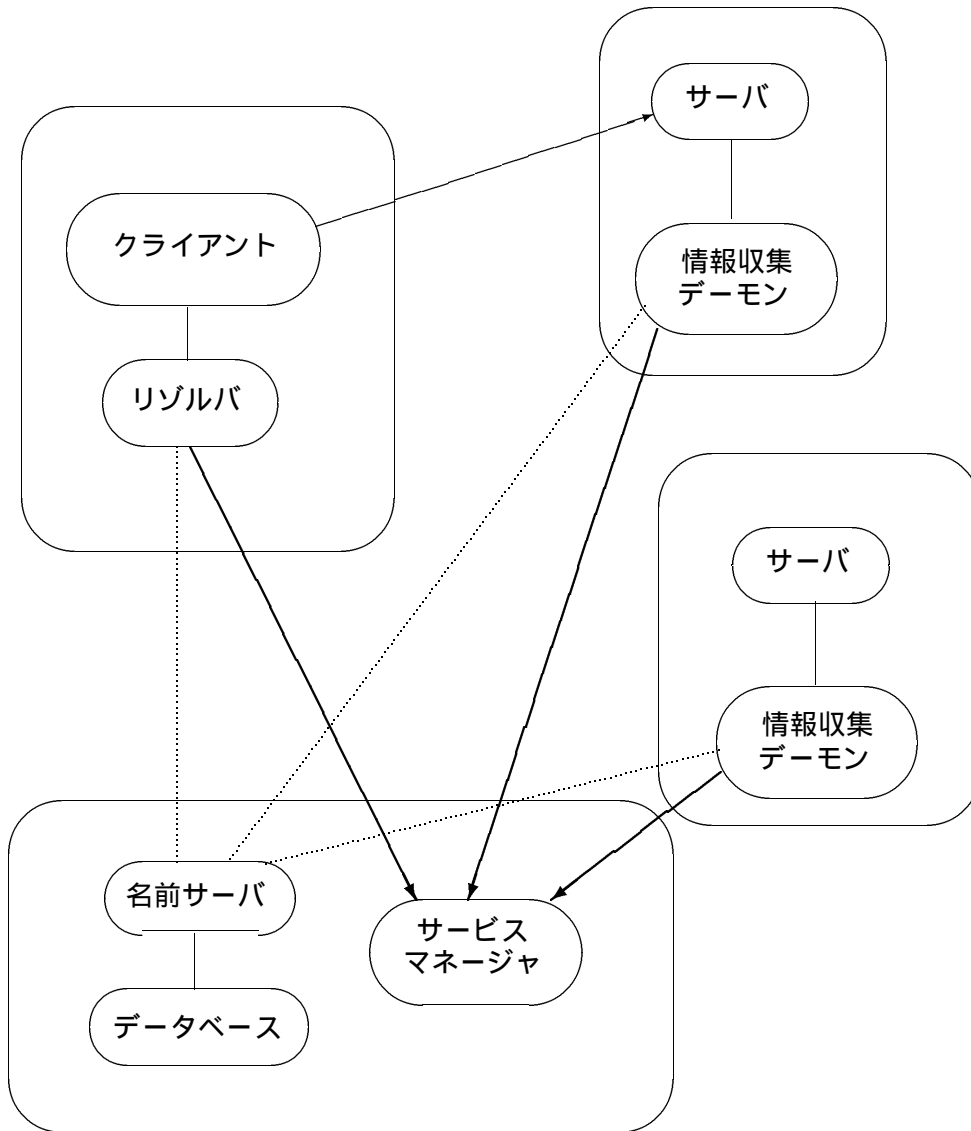 サーバ
クライアント
情報収集
デーモン
リゾルバ
サーバ
情報収集
デーモン
名前サーバ
サービス
マネージャ
データベース